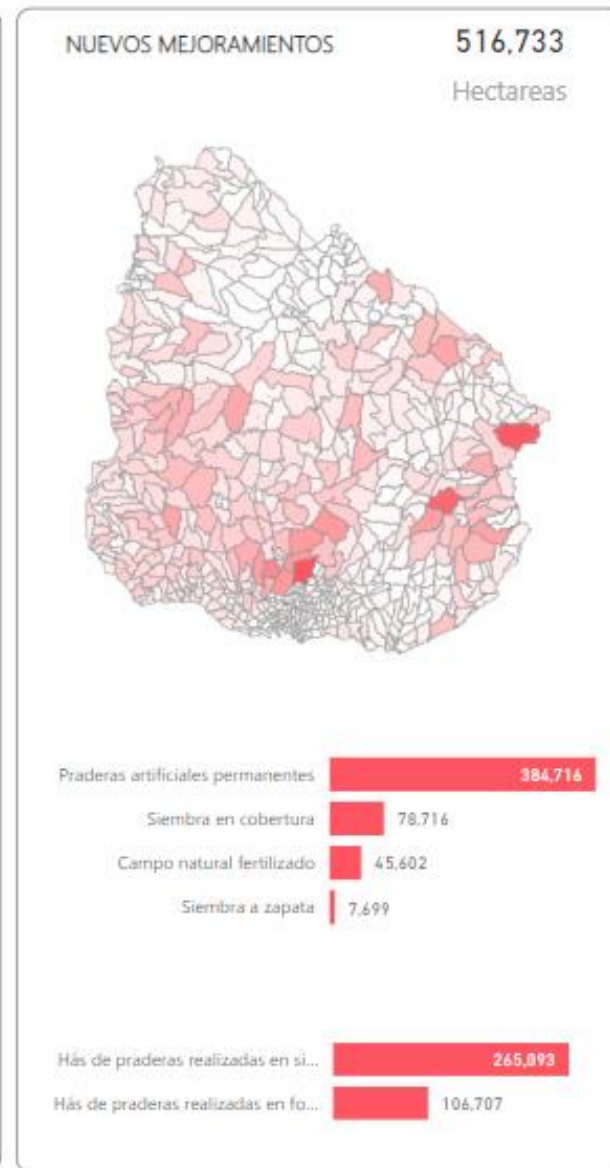 NUEVOS MEJORAMIENTOS 516,733
Hectareas
Praderas artificiales permanentes 384,716
Siembra en cobertura 78,716
Campo natural fertilizado 45,602
Siembra a zapata 7,699
Hás de praderas realizadas en si... 265,093
Hás de praderas realizadas en fo... 106,707